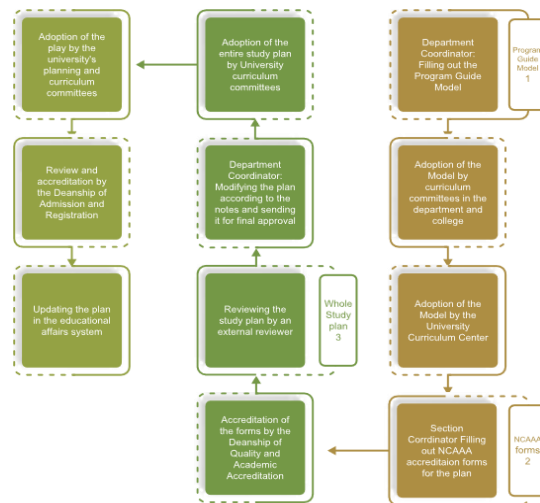 Adoption of the
play by the
university's
planning and
curriculum
committees
Adoption of the
entire study plan
by University
curriculum
committees
Department
Coordinator:
Filling out the
Program Guide
Model
Program
Guide
Model
1
Review and
accreditation by
the Deanship of
Admission and
Registration
Department
Coordinator:
Modifying the plan
according to the
notes and sending
it for final approval
Adoption of the
Model by
curriculum
committees in the
department and
college
Updating the plan
in the educational
affairs system
Reviewing the
study plan by an
external reviewer
Whole
Study
plan
3
Adoption of the
Model by the
University
Curriculum Center
Accreditation of
the forms by the
Deanship of
Quality and
Academic
Accreditation
Section
Corrdinator Filling
out NCAAA
accreditaion forms
for the plan
NCAAA
forms
2